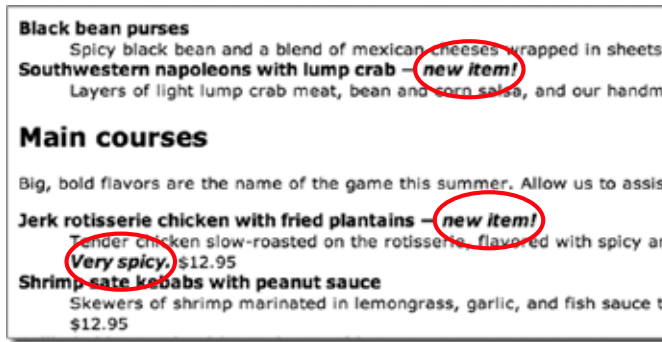 Black bean purses
Spicy black bean and a blend of mexican cheeses wrapped in sheets
Southwestern napoleons with lump crab — new item!
Layers of light lump crab meat, bean and corn salsa, and our handm
Main courses
Big, bold flavors are the name of the game this summer. Allow us to assis
Jerk rotisserie chicken with fried plantains — new item!
Tender chicken slow-roasted on the rotisserie, flavored with spicy
Very spicy. $12.95
Shrimp sate kebabs with peanut sauce
Skewers of shrimp marinated in lemongrass, garlic, and fish sauce
$12.95